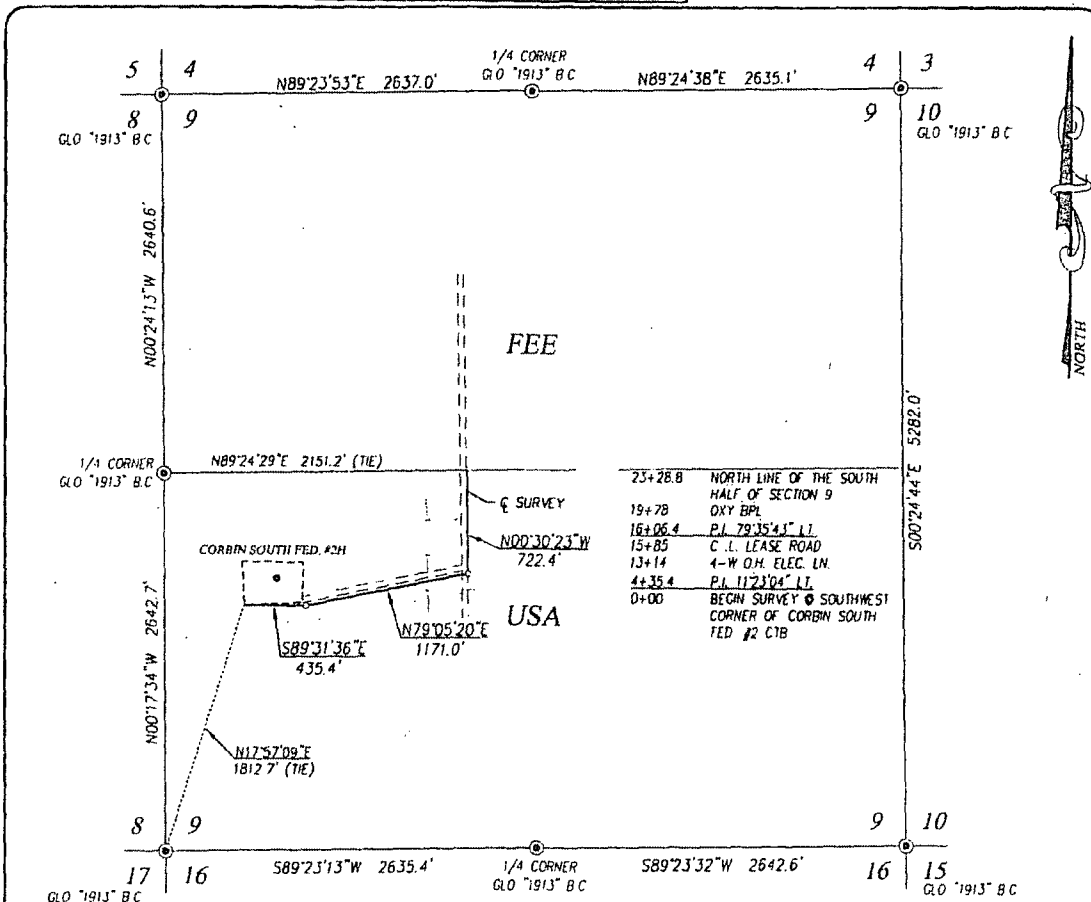 1/4 CORNER
GLO "1913" B C
5 4
N89°23'53"E 2637.0'
N89°24'38"E 2635.1'
4 3
8 9
GLO "1913" B C
9 10
GLO "1913" B C
N00°24'13"W 2640.6'
NORTH
FEE
S00°24'44"E 5282.0'
1/4 CORNER
GLO "1913" B.C
N89°24'29"E 2151.2' (TIE)
℄ SURVEY
N00°30'23"W
722.4'
23+28.8 NORTH LINE OF THE SOUTH
HALF OF SECTION 9
19+78 OXY BPL
16+06.4 P.I. 79°35'43" LT.
15+85 C.L. LEASE ROAD
13+14 4-W O.H. ELEC. LN.
4+35.4 P.I. 11°23'04" LT.
0+00 BEGIN SURVEY @ SOUTHWEST
CORNER OF CORBIN SOUTH
FED #2 CTB
CORBIN SOUTH FED. #2H
USA
N79°05'20"E
1171.0'
S89°31'36"E
435.4'
N00°17'34"W 2642.7'
N17°57'09"E
1812.7' (TIE)
8 9
9 10
17 16
GLO "1913" B C
S89°23'13"W 2635.4'
1/4 CORNER
GLO "1913" B C
S89°23'32"W 2642.6'
16 15
GLO "1913" B C